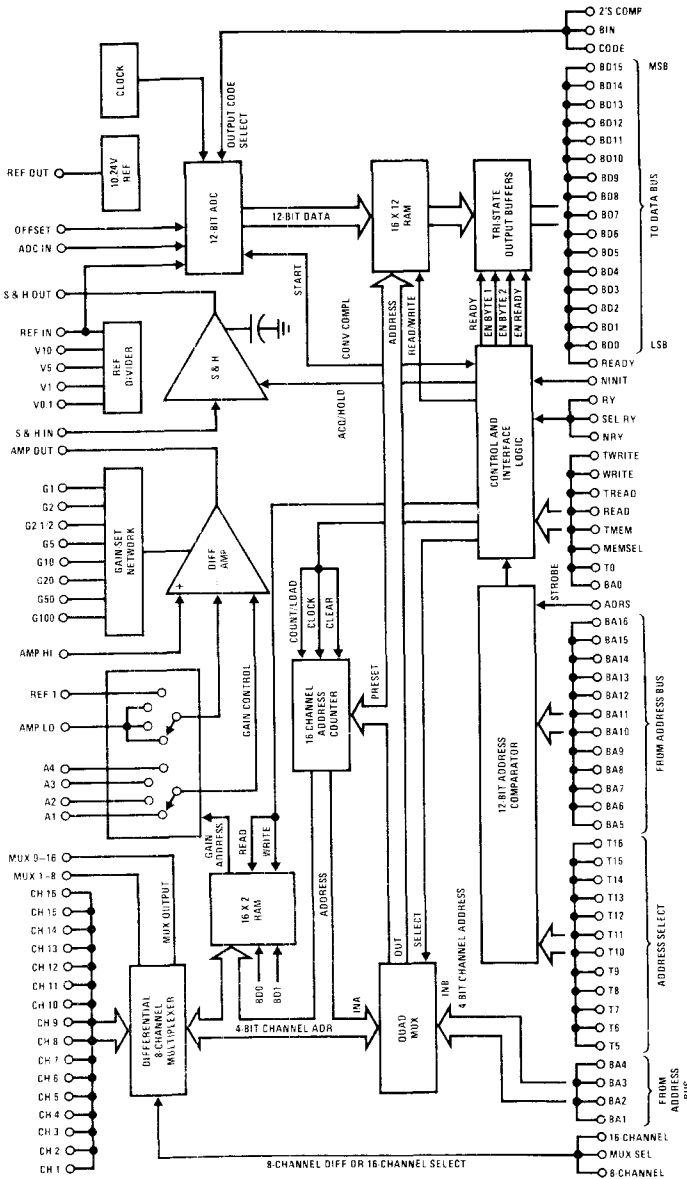 2'S COMP
BIN
CODE
CLOCK
OUTPUT CODE
SELECT
BD15
MSB
BD14
BD13
BD12
BD11
BD10
BD9
BD8
BD7
BD6
BD5
BD4
BD3
BD2
BD1
BD0
LSB
TO DATA BUS
READY
REF OUT
10.24V
REF
OFFSET
ADC IN
12-BIT ADC
12-BIT DATA
16 X 12
RAM
TRI-STATE
OUTPUT BUFFERS
S & H OUT
REF IN
V10
V5
V1
V0.1
REF
DIVIDER
S & H
START
CONV COMPL
ADDRESS
READ/WRITE
READY
EN BYTE 1
EN BYTE 2
EN READY
ACQ/HOLD
NINIT
RY
SEL RY
NRY
S & H IN
AMP OUT
G1
G2
G2 1/2
G5
G10
G20
G50
G100
GAIN-SET
NETWORK
+
DIFF
AMP
CONTROL AND
INTERFACE
LOGIC
TWRITE
WRITE
TREAD
READ
TMEM
MEMSEL
T0
BA0
STROBE
ADRS
AMP HI
REF 1
AMP LO
A4
A3
A2
A1
GAIN CONTROL
COUNT/LOAD
CLOCK
CLEAR
16 CHANNEL
ADDRESS
COUNTER
PRESET
12-BIT ADDRESS
COMPARATOR
BA16
BA15
BA14
BA13
BA12
BA11
BA10
BA9
BA8
BA7
BA6
BA5
FROM ADDRESS BUS
GAIN
ADDRESS
READ
WRITE
MUX 9-16
MUX 1-8
MUX OUTPUT
16 X 2
RAM
BD0
BD1
ADDRESS
OUT
SELECT
4 BIT CHANNEL ADDRESS
T16
T15
T14
T13
T12
T11
T10
T9
T8
T7
T6
T5
ADDRESS SELECT
CH 16
CH 15
CH 14
CH 13
CH 12
CH 11
CH 10
CH 9
CH 8
CH 7
CH 6
CH 5
CH 4
CH 3
CH 2
CH 1
DIFFERENTIAL
8-CHANNEL
MULTIPLEXER
4-BIT CHANNEL ADR
INA
QUAD
MUX
INB
BA4
BA3
BA2
BA1
FROM
ADDRESS
BUS
8-CHANNEL DIFF OR 16-CHANNEL SELECT
16 CHANNEL
MUX SEL
8-CHANNEL